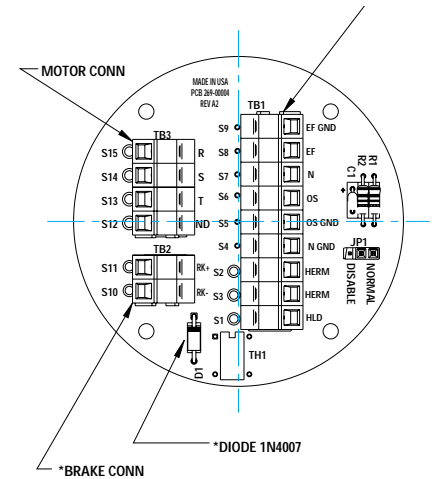 MOTOR CONN
MADE IN USA
PCB 269-00004
REV A2
TB1
TB3
S15 R
S14 S
S13 T
S12 ND
TB2
S11 RK+
S10 RK-
S9 EF GND
S8 EF
S7 N
S6 OS
S5 OS GND
S4 N GND
S2 HERM
S3 HERM
S1 HLD
C1
R2
R1
+
JP1
DISABLE
NORMAL
D1
TH1
*DIODE 1N4007
*BRAKE CONN